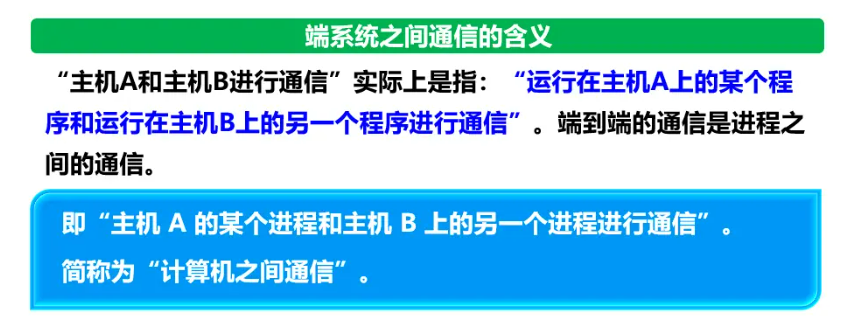 端系统之间通信的含义
“主机A和主机B进行通信”实际上是指：“运行在主机A上的某个程
序和运行在主机B上的另一个程序进行通信”。端到端的通信是进程之
间的通信。
即“主机 A 的某个进程和主机 B 上的另一个进程进行通信”。
简称为“计算机之间通信”。